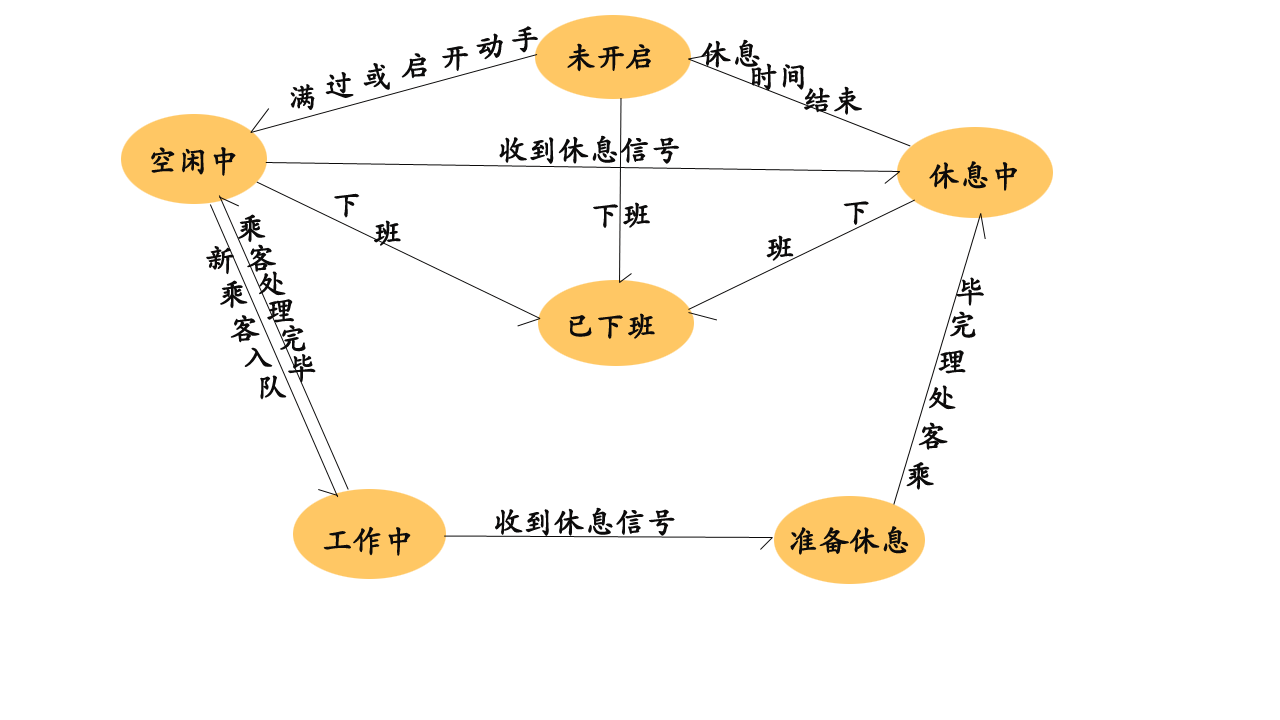 未开启
手动开启或过满
休息
时间
结束
空闲中
收到休息信号
休息中
下班
下班
下班
已下班
新乘客入队
乘客处理完毕
乘客处理完毕
工作中
收到休息信号
准备休息